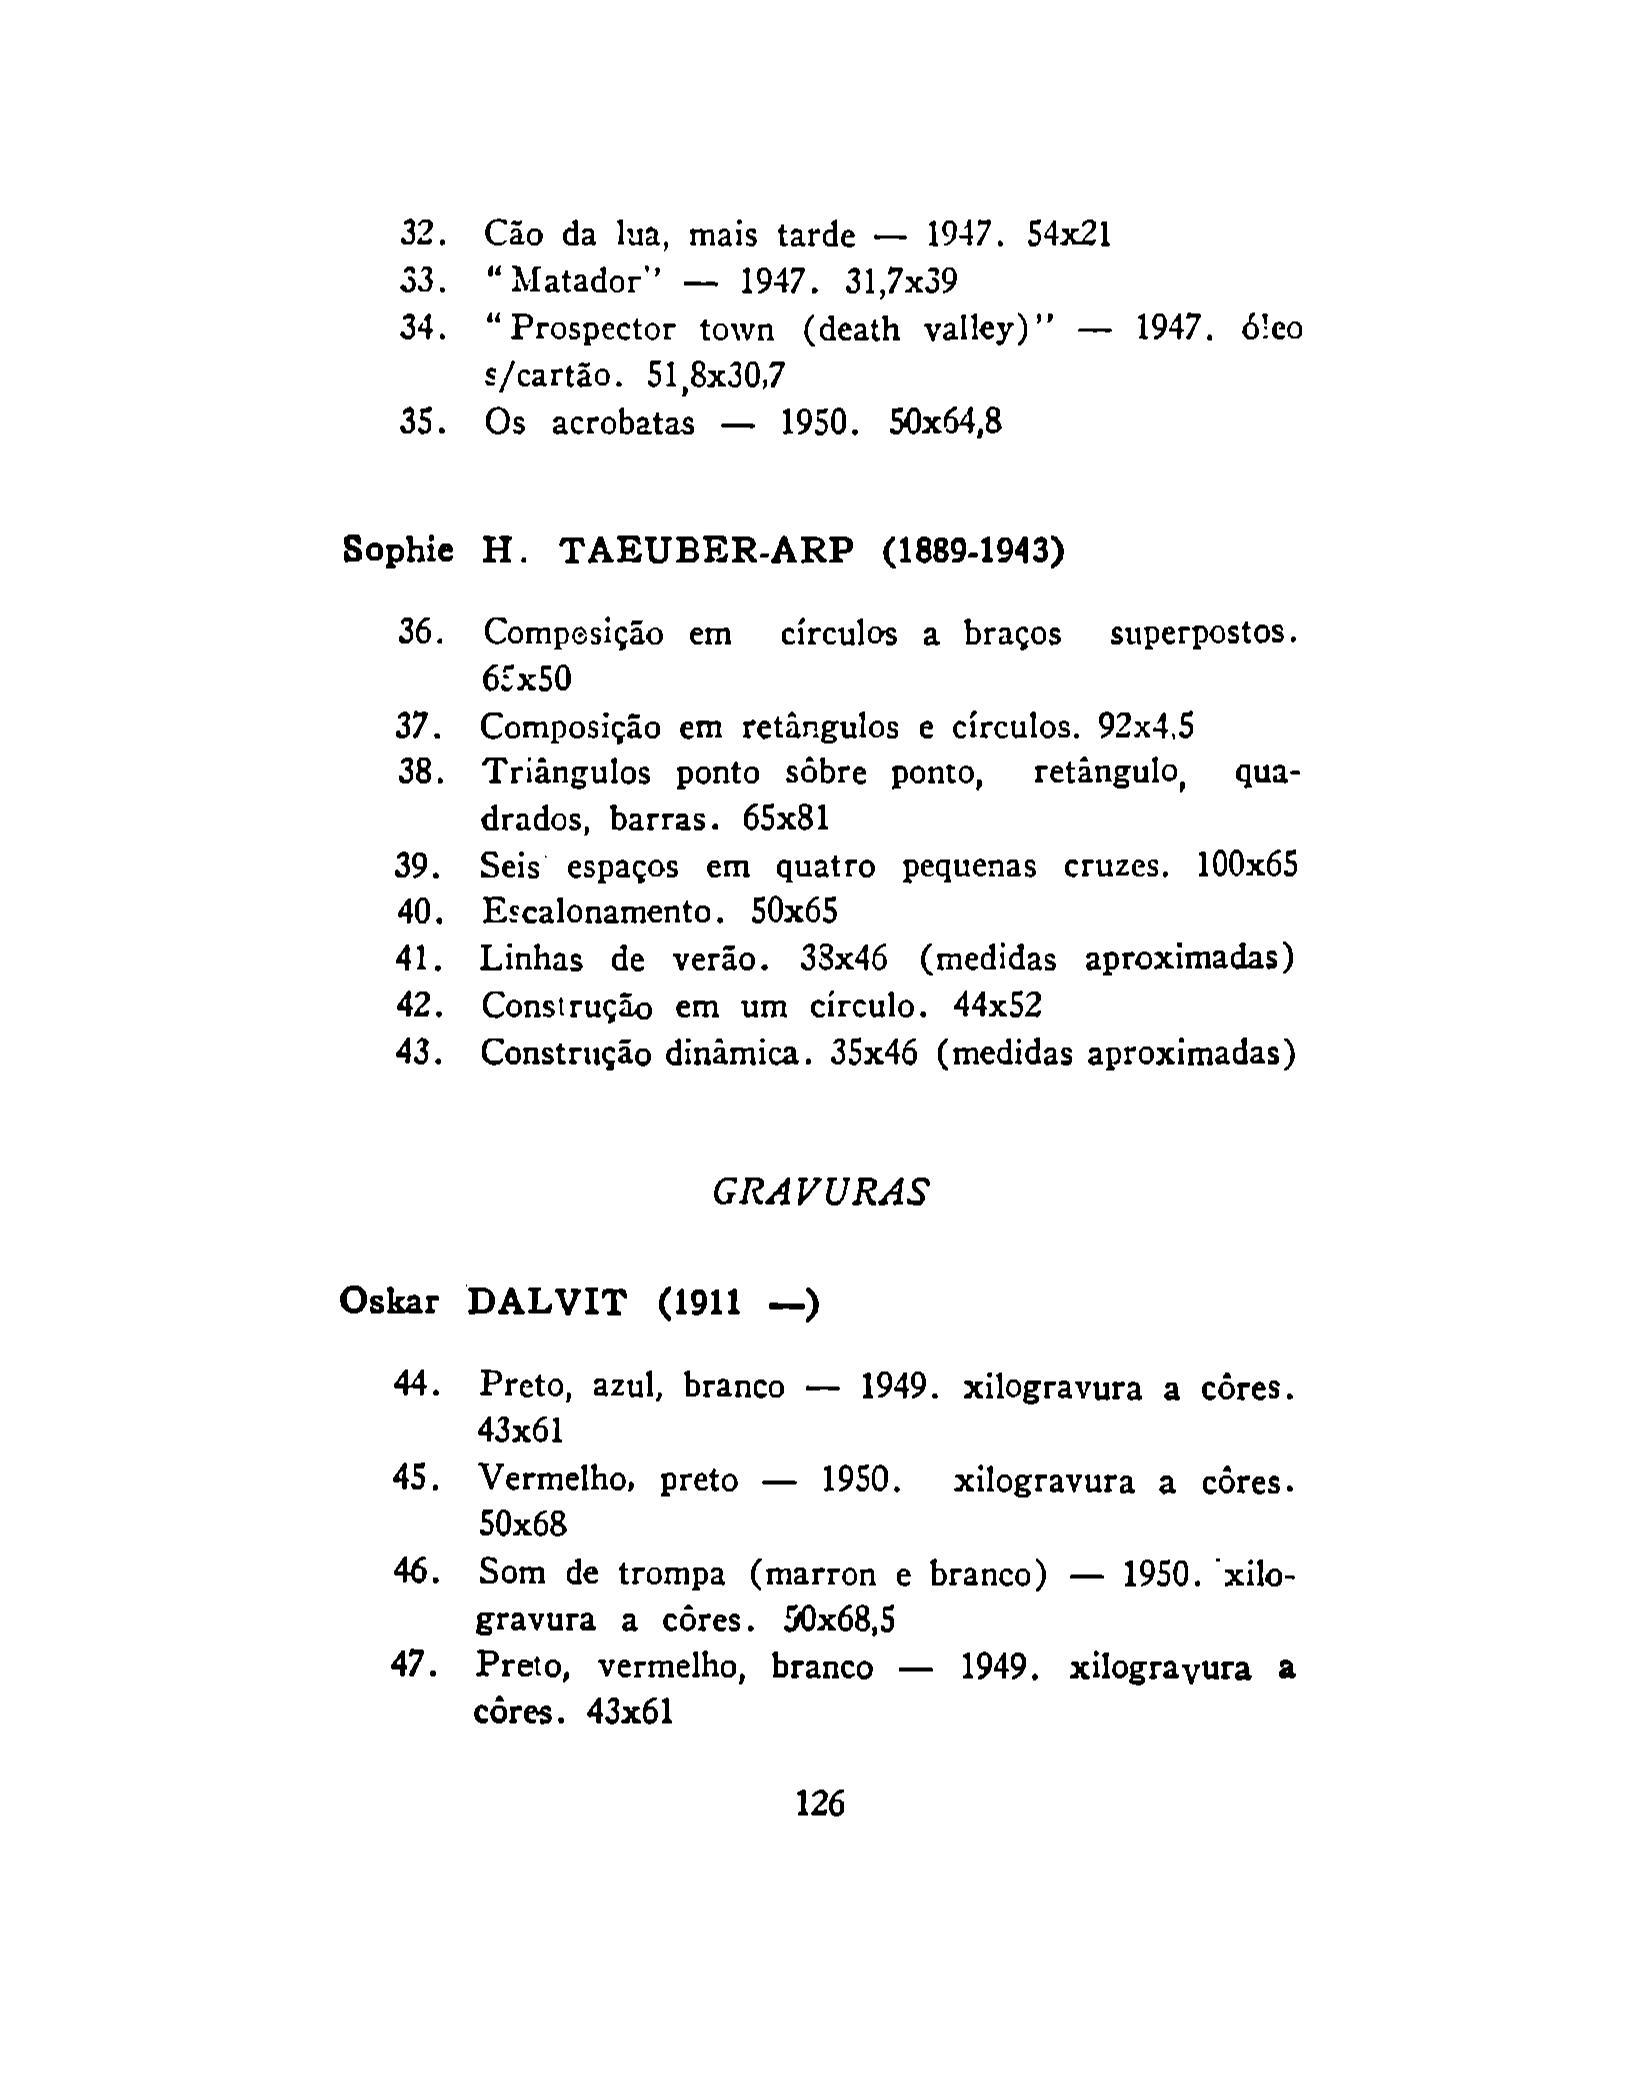 32. Cão da lua, mais tarde — 1947. 54x21
33. "Matador" — 1947. 31,7x39
34. "Prospector town (death valley)" — 1947. óleo
s/cartão. 51,8x30,7
35. Os acrobatas — 1950. 50x64,8
Sophie H. TAEUBER-ARP (1889-1943)
36. Composição em círculos a braços superpostos.
65x50
37. Composição em retângulos e círculos. 92x4,5
38. Triângulos ponto sôbre ponto, retângulo, qua-
drados, barras. 65x81
39. Seis espaços em quatro pequenas cruzes. 100x65
40. Escalonamento. 50x65
41. Linhas de verão. 38x46 (medidas aproximadas)
42. Construção em um círculo. 44x52
43. Construção dinâmica. 35x46 (medidas aproximadas)
GRAVURAS
Oskar DALVIT (1911 —)
44. Preto, azul, branco — 1949. xilogravura a côres.
43x61
45. Vermelho, preto — 1950. xilogravura a côres.
50x68
46. Som de trompa (marron e branco) — 1950. xilo-
gravura a côres. 50x68,5
47. Preto, vermelho, branco — 1949. xilogravura a
côres. 43x61
126